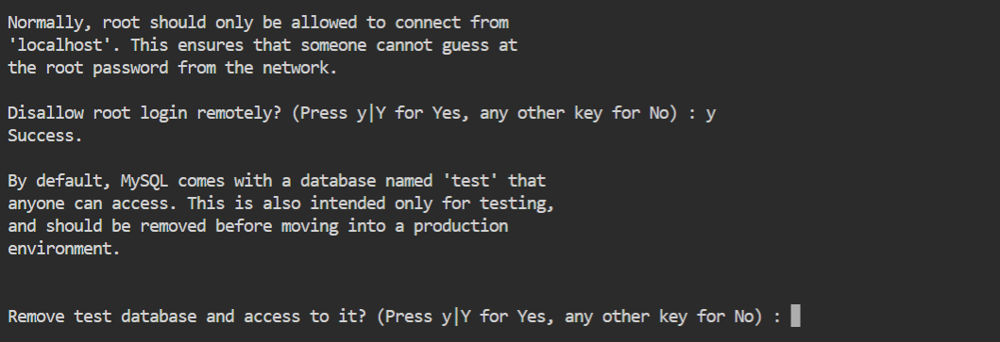 Normally, root should only be allowed to connect from
'localhost'. This ensures that someone cannot guess at
the root password from the network.
Disallow root login remotely? (Press y|Y for Yes, any other key for No) : y
Success.
By default, MySQL comes with a database named 'test' that
anyone can access. This is also intended only for testing,
and should be removed before moving into a production
environment.
Remove test database and access to it? (Press y|Y for Yes, any other key for No) :